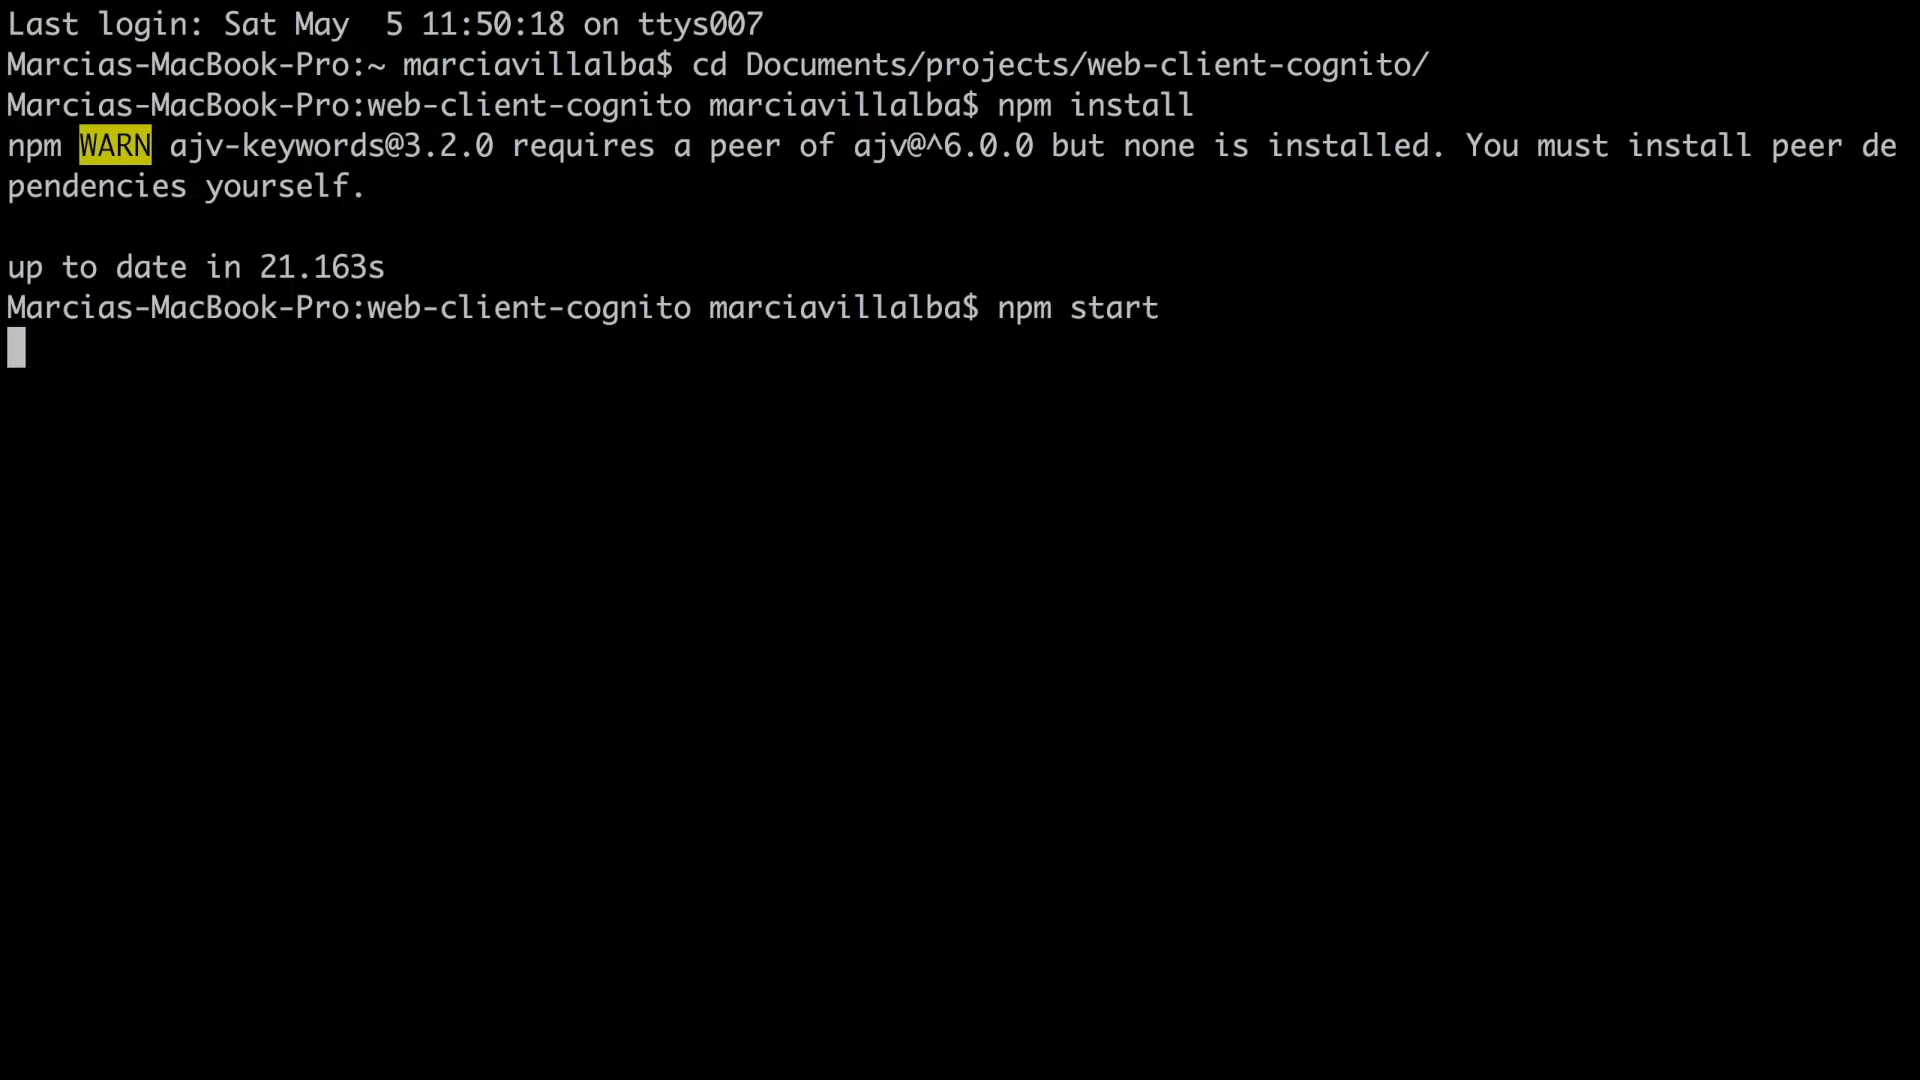 Last login: Sat May  5 11:50:18 on ttys007
Marcias-MacBook-Pro:~ marciavillalba$ cd Documents/projects/web-client-cognito/
Marcias-MacBook-Pro:web-client-cognito marciavillalba$ npm install
npm WARN ajv-keywords@3.2.0 requires a peer of ajv@^6.0.0 but none is installed. You must install peer de
pendencies yourself.

up to date in 21.163s
Marcias-MacBook-Pro:web-client-cognito marciavillalba$ npm start